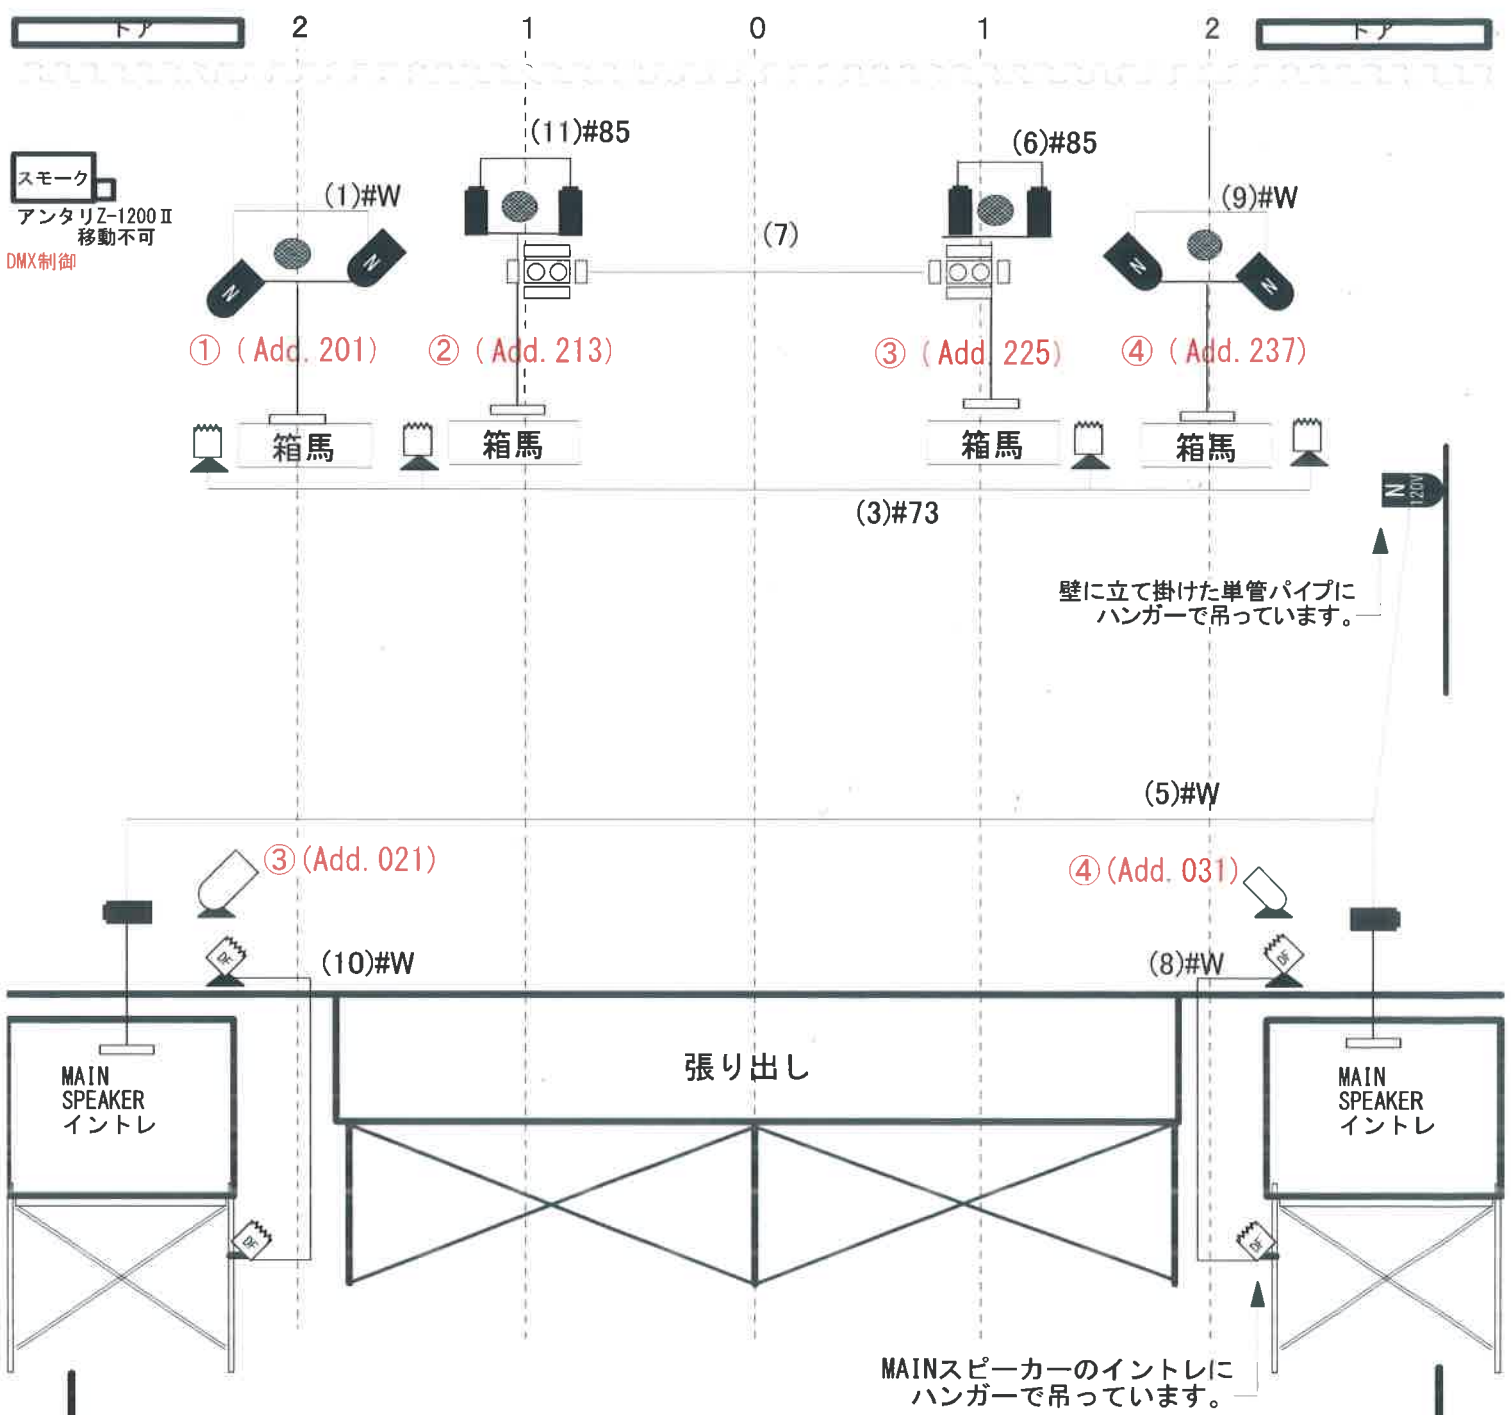 ドア
2
1
0
1
2
ドア
(11)#85
(6)#85
スモーク
アンタリZ-1200Ⅱ
移動不可
DMX制御
(1)#W
(9)#W
(7)
N
N
N
N
① (Add. 201)
② (Add. 213)
③ (Add. 225)
④ (Add. 237)
箱馬
箱馬
箱馬
箱馬
(3)#73
N
120V
壁に立て掛けた単管パイプに
ハンガーで吊っています。
(5)#W
③(Add. 021)
④(Add. 031)
DF
(10)#W
(8)#W
DF
MAIN
SPEAKER
イントレ
張り出し
MAIN
SPEAKER
イントレ
DF
DF
MAINスピーカーのイントレに
ハンガーで吊っています。